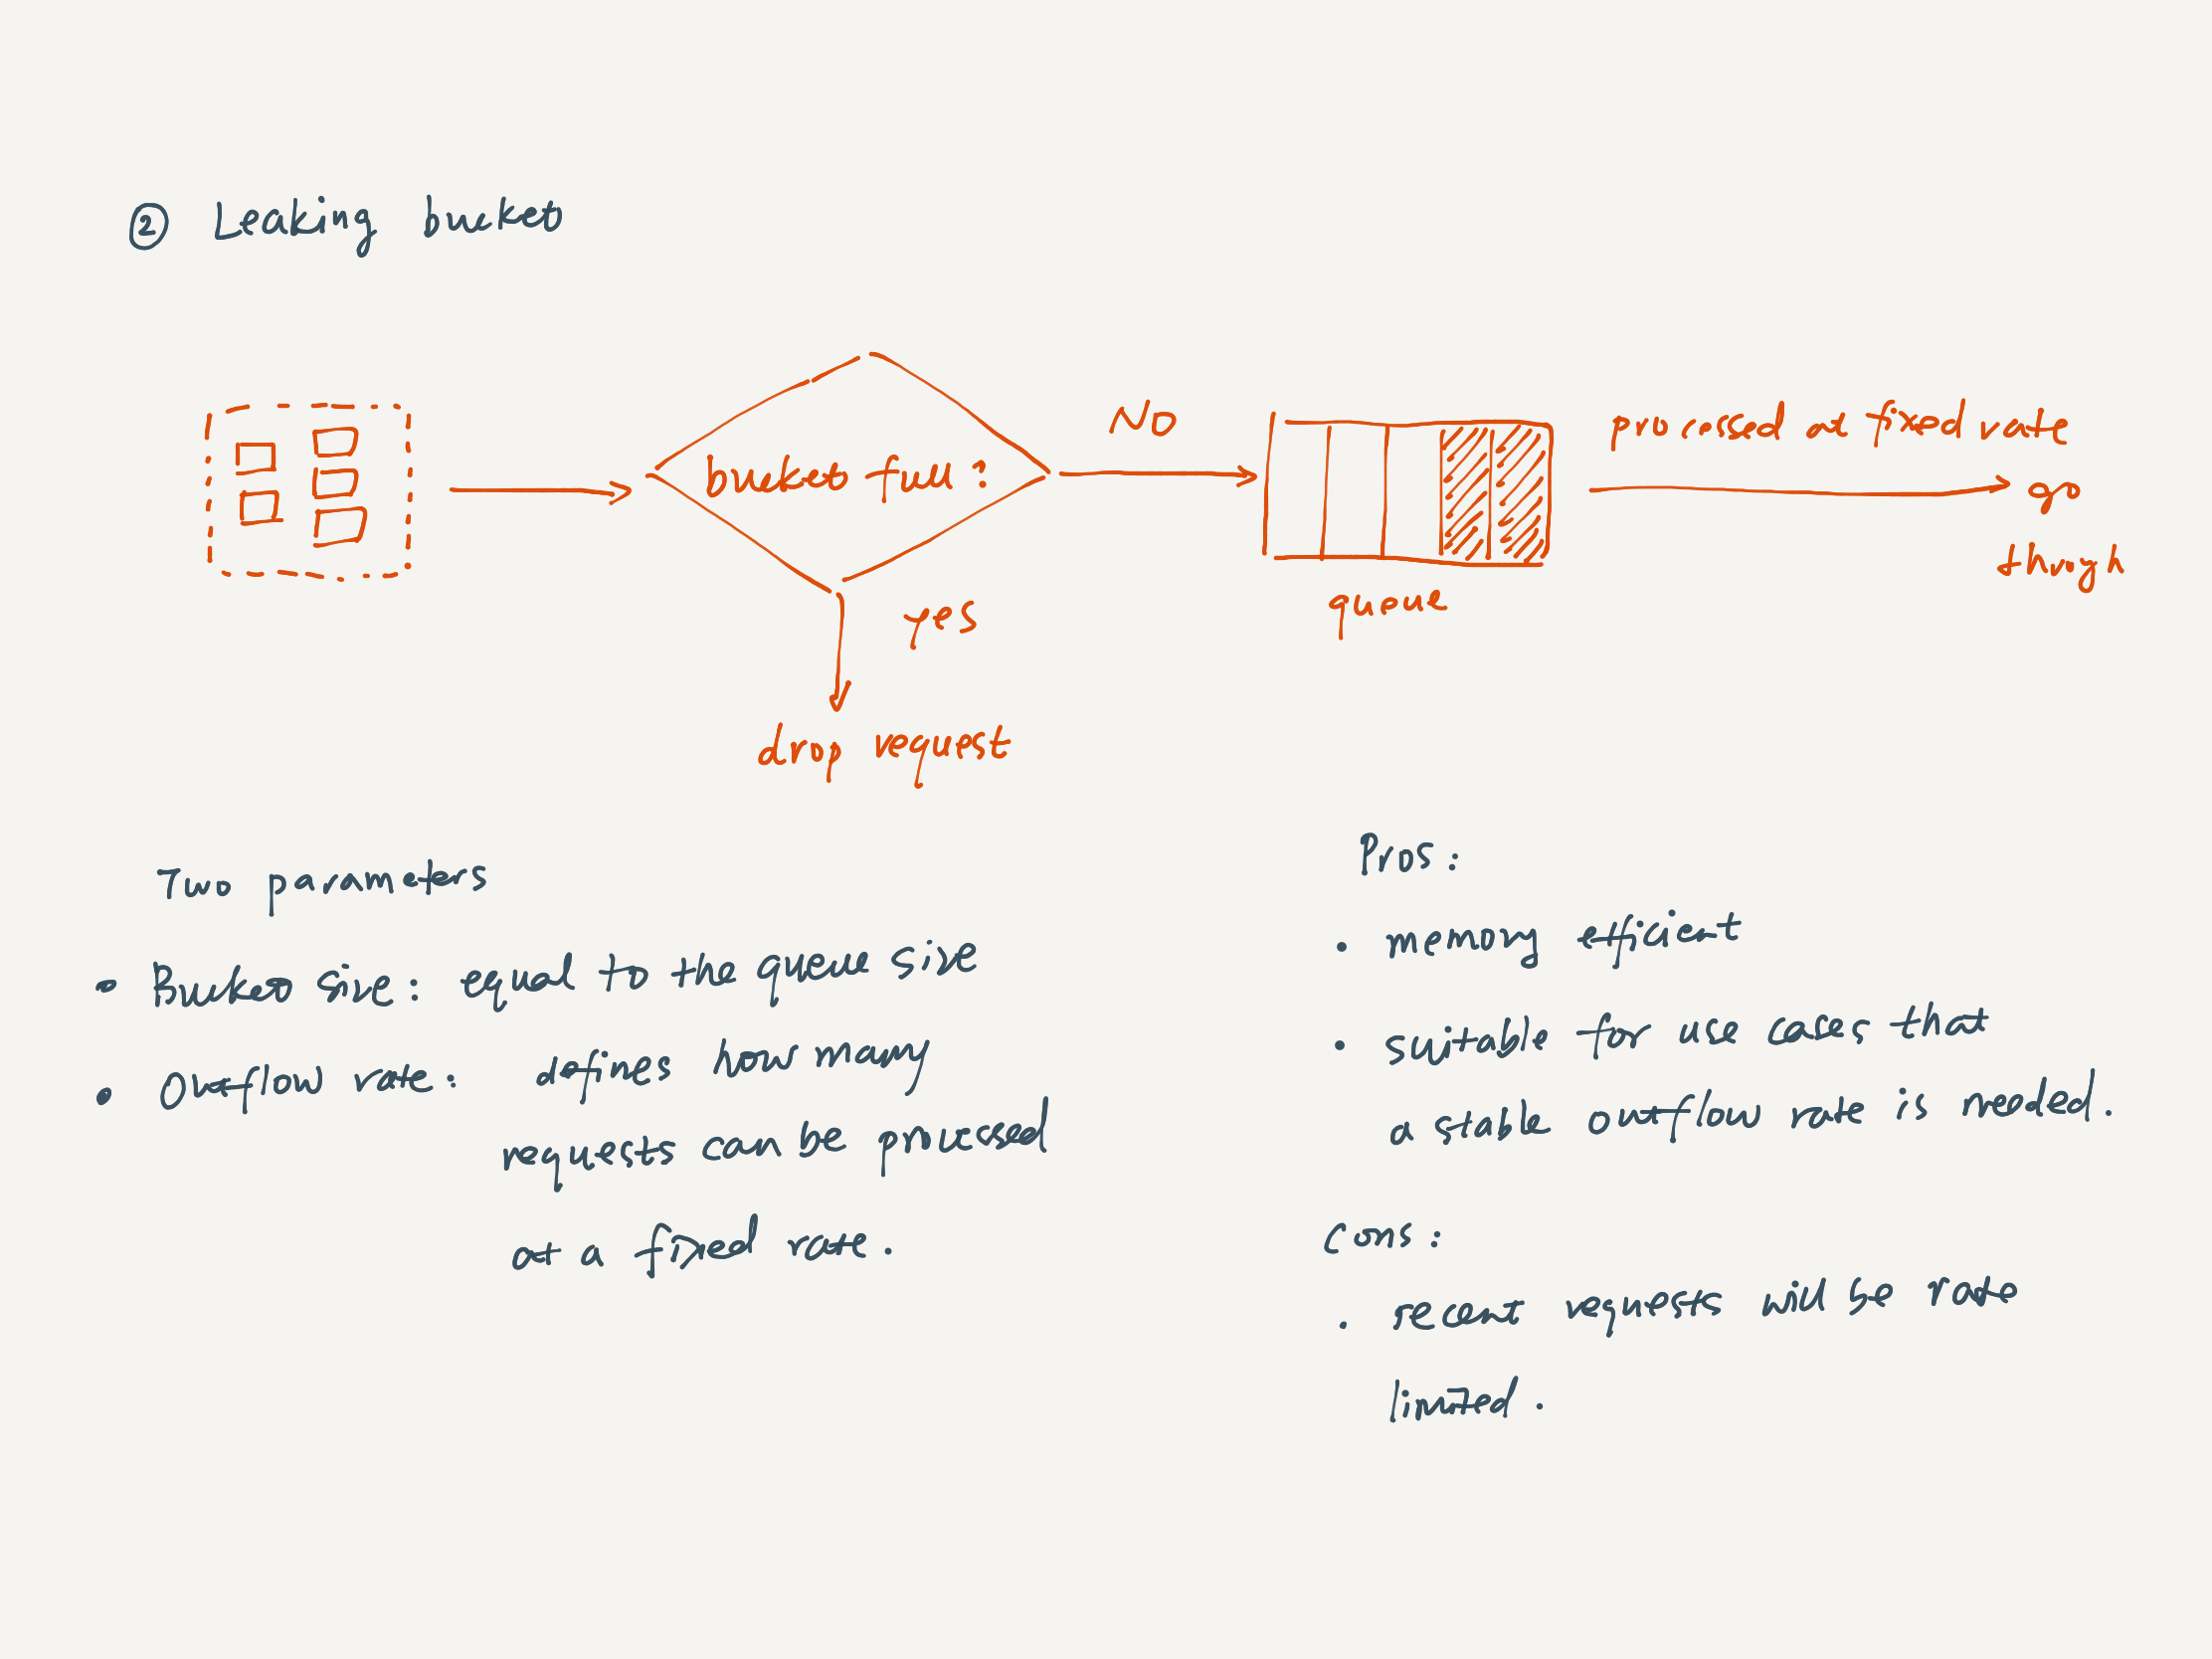 ② Leaking bucket
NO
processed at fixed rate
bucket full?
go
through
queue
yes
drop request
Two parameters
• Bucket size: equal to the queue size
• Outflow rate: defines how many
requests can be processed
at a fixed rate.
Pros:
• memory efficient
• suitable for use cases that
a stable outflow rate is needed.
Cons:
• recent requests will be rate
limited.